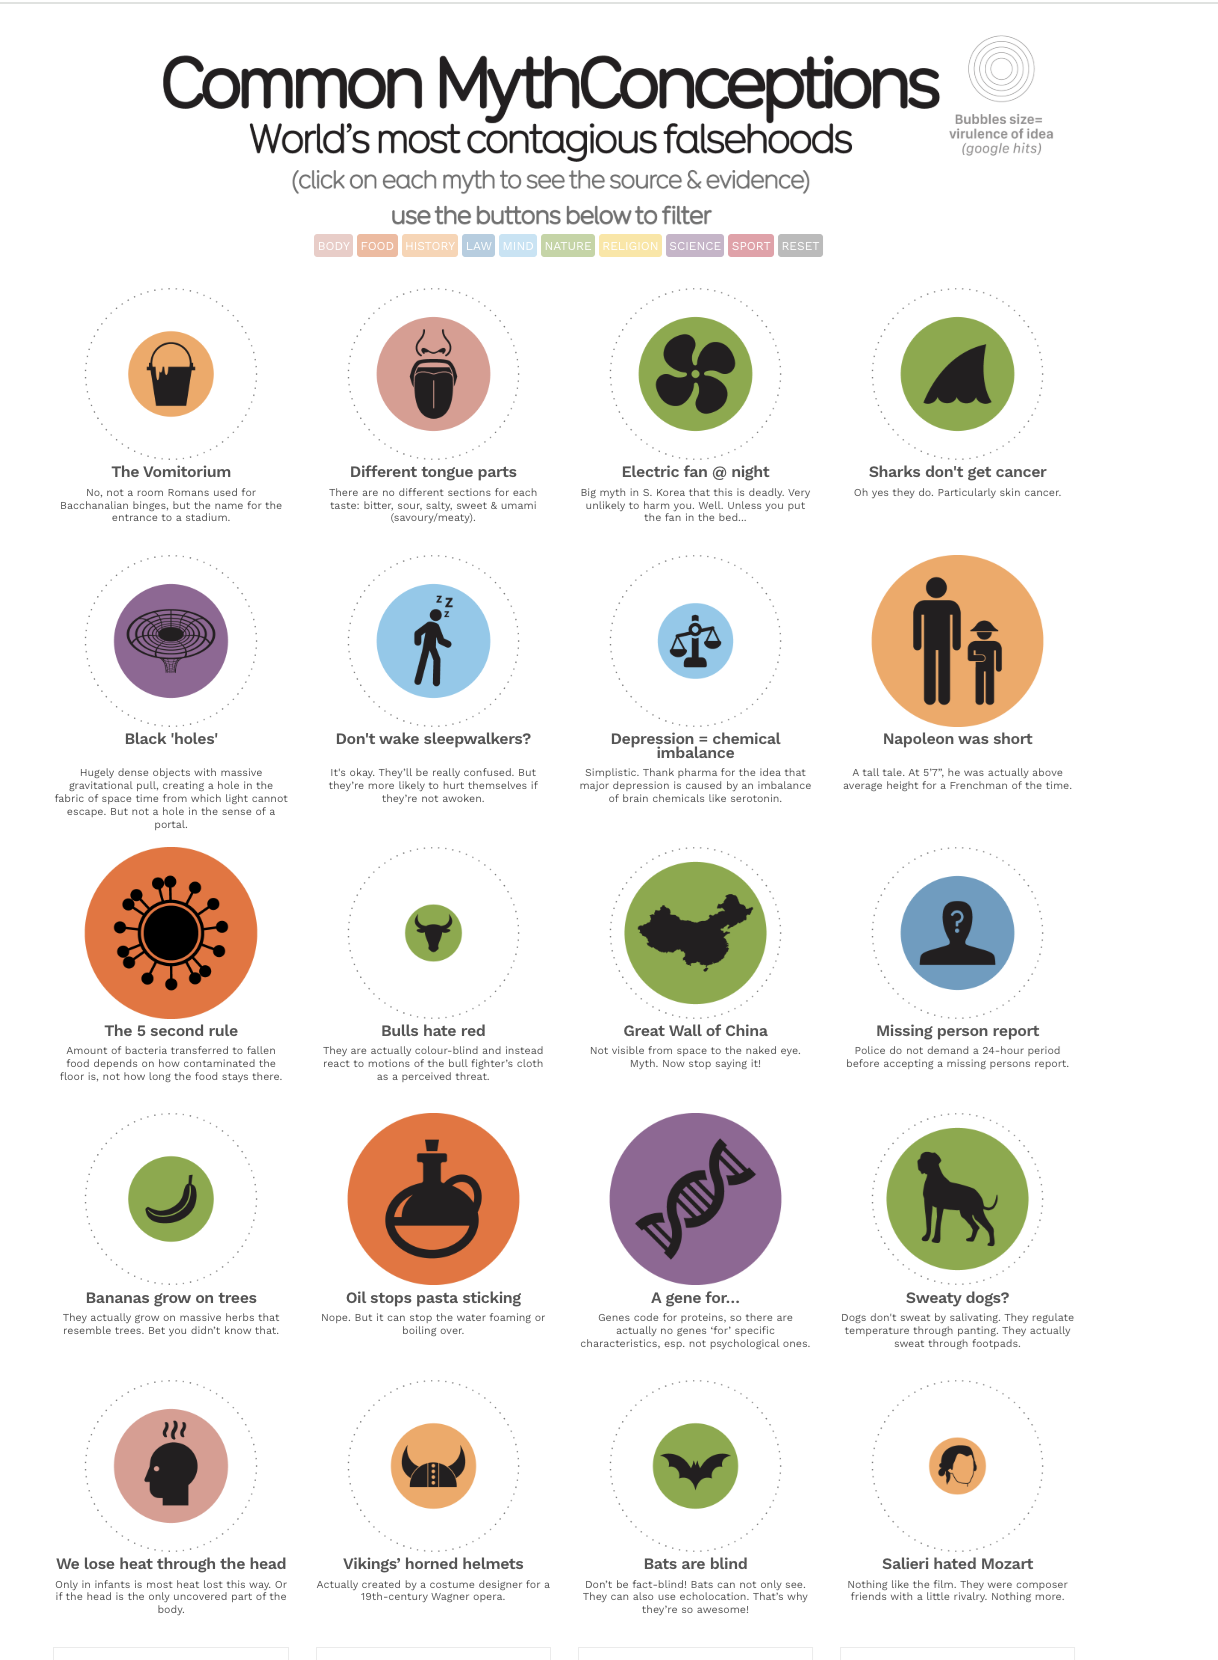 Common MythConceptions
World's most contagious falsehoods
(click on each myth to see the source & evidence)
use the buttons below to filter
Bubbles size=
virulence of idea
(google hits)
BODY FOOD HISTORY LAW MIND NATURE RELIGION SCIENCE SPORT RESET
The Vomitorium
No, not a room Romans used for
Bacchanalian binges, but the name for the
entrance to a stadium.
Different tongue parts
There are no different sections for each
taste: bitter, sour, salty, sweet & umami
(savoury/meaty).
Electric fan @ night
Big myth in S. Korea that this is deadly. Very
unlikely to harm you. Well. Unless you put
the fan in the bed...
Sharks don't get cancer
Oh yes they do. Particularly skin cancer.
Black 'holes'
Hugely dense objects with massive
gravitational pull, creating a hole in the
fabric of space time from which light cannot
escape. But not a hole in the sense of a
portal.
z Z
z
Don't wake sleepwalkers?
It's okay. They'll be really confused. But
they're more likely to hurt themselves if
they're not awoken.
Depression = chemical
imbalance
Simplistic. Thank pharma for the idea that
major depression is caused by an imbalance
of brain chemicals like serotonin.
Napoleon was short
A tall tale. At 5'7", he was actually above
average height for a Frenchman of the time.
The 5 second rule
Amount of bacteria transferred to fallen
food depends on how contaminated the
floor is, not how long the food stays there.
Bulls hate red
They are actually colour-blind and instead
react to motions of the bull fighter's cloth
as a perceived threat.
Great Wall of China
Not visible from space to the naked eye.
Myth. Now stop saying it!
?
Missing person report
Police do not demand a 24-hour period
before accepting a missing persons report.
Bananas grow on trees
They actually grow on massive herbs that
resemble trees. Bet you didn't know that.
Oil stops pasta sticking
Nope. But it can stop the water foaming or
boiling over.
A gene for...
Genes code for proteins, so there are
actually no genes ‘for’ specific
characteristics, esp. not psychological ones.
Sweaty dogs?
Dogs don't sweat by salivating. They regulate
temperature through panting. They actually
sweat through footpads.
We lose heat through the head
Only in infants is most heat lost this way. Or
if the head is the only uncovered part of the
body.
Vikings’ horned helmets
Actually created by a costume designer for a
19th-century Wagner opera.
Bats are blind
Don't be fact-blind! Bats can not only see.
They can also use echolocation. That's why
they're so awesome!
Salieri hated Mozart
Nothing like the film. They were composer
friends with a little rivalry. Nothing more.